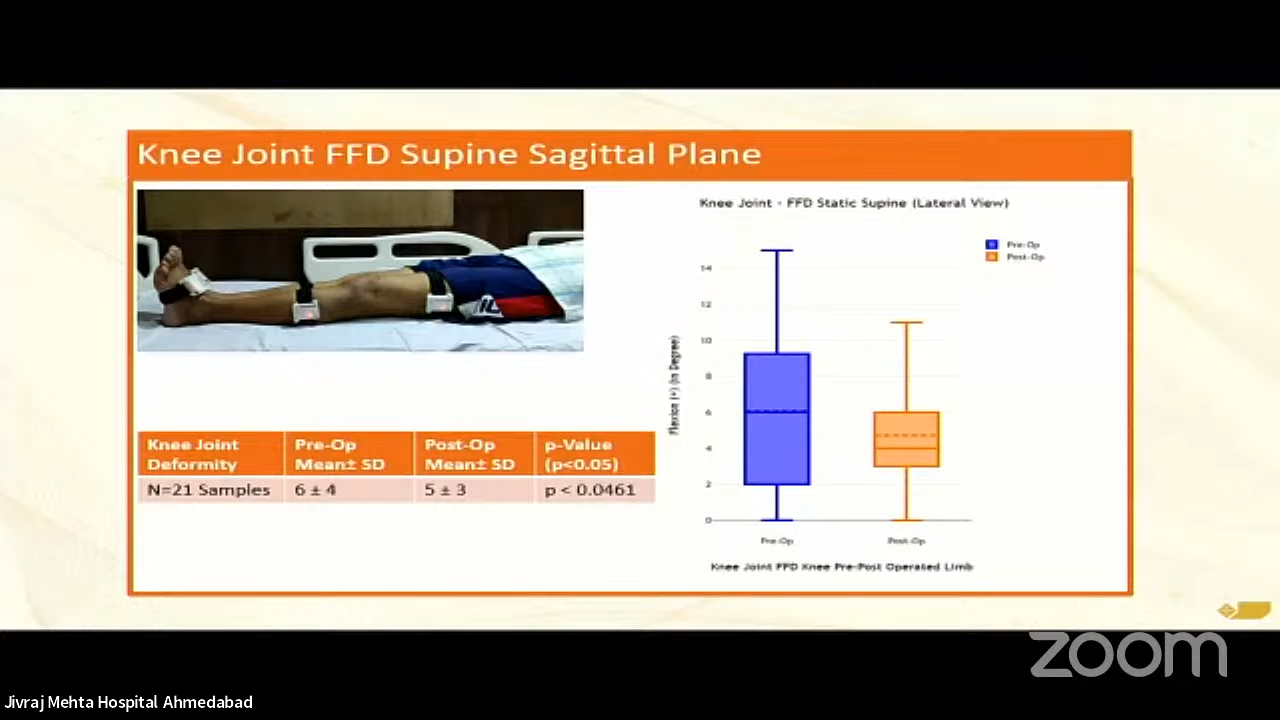 Knee Joint FFD Supine Sagittal Plane
Knee Joint - FFD Static Supine (Lateral View)
Pre-Op
Post-Op
14
12
10
8
6
4
2
0
Flexion (+) (in Degree)
Pre-Op
Post-Op
Knee Joint FFD Knee Pre-Post Operated Limb
Knee Joint Deformity
Pre-Op Mean± SD
Post-Op Mean± SD
p-Value (p<0.05)
N=21 Samples
6 ± 4
5 ± 3
p < 0.0461
zoom
Jivraj Mehta Hospital Ahmedabad